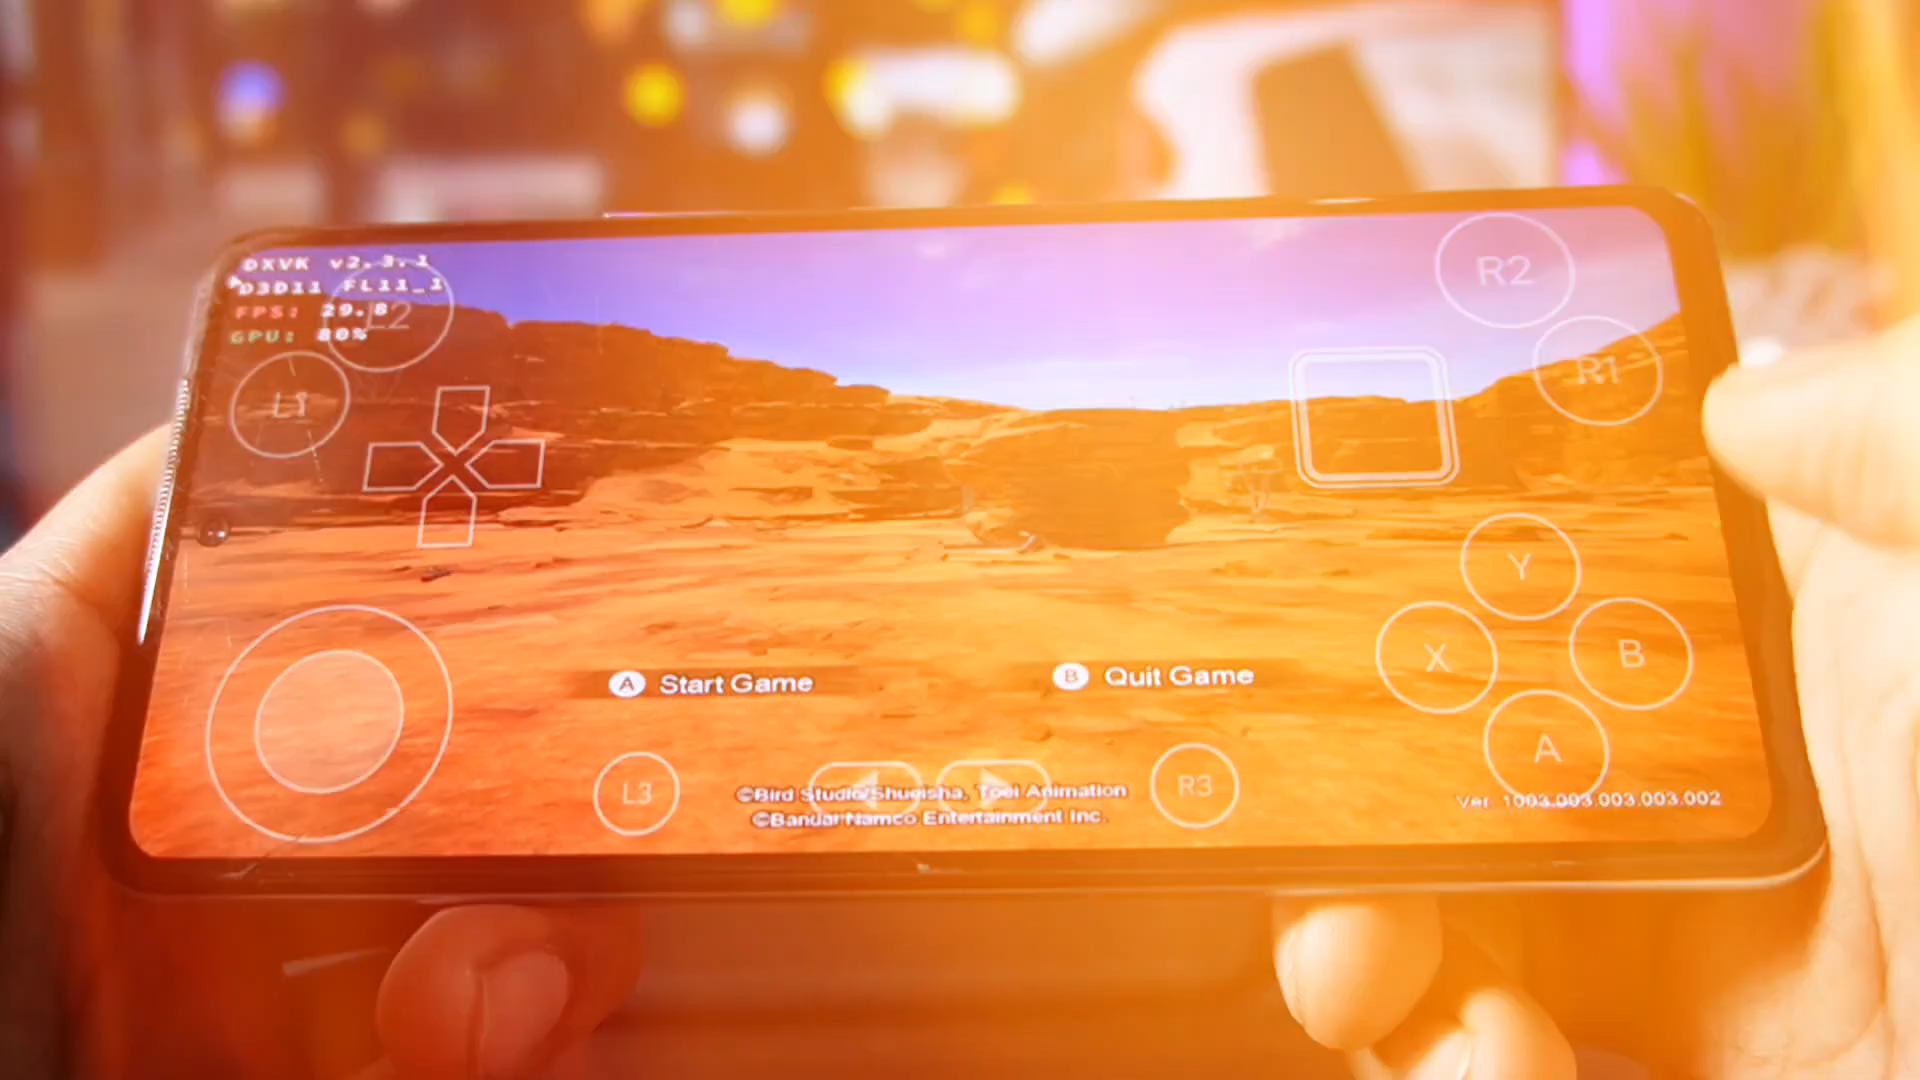 DXVK v2.3.1
D3D11 FL11_1
FPS: 29.8
GPU: 80%
L2
R2
L1
R1
Y
X
B
A
A Start Game
B Quit Game
L3
R3
©Bird Studio/Shueisha, Toei Animation
©Bandai Namco Entertainment Inc.
Ver. 1003.003.003.003.002